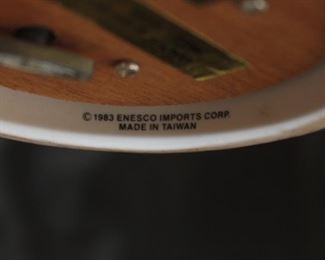 © 1983 ENESCO IMPORTS CORP.
MADE IN TAIWAN